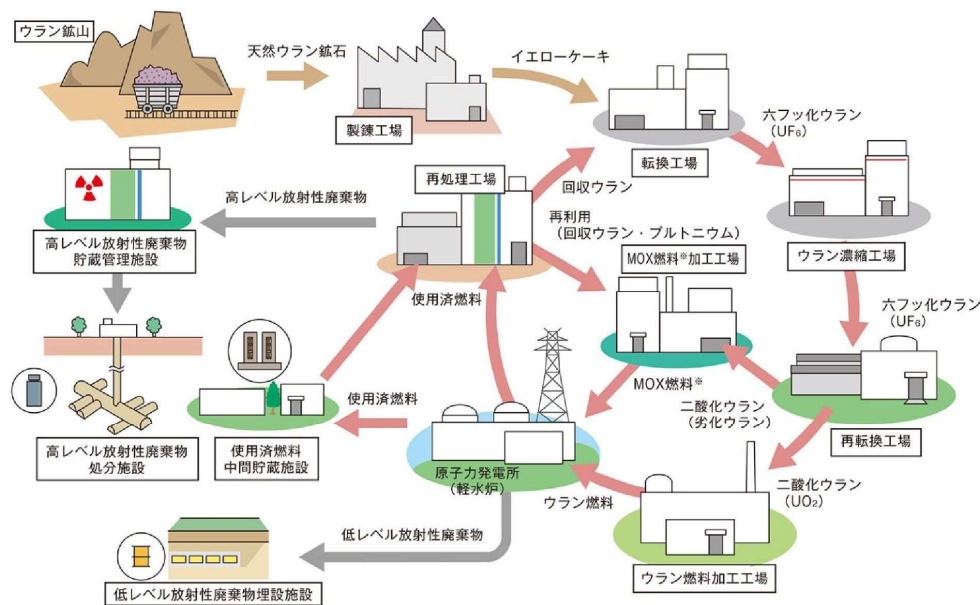 ウラン鉱山
天然ウラン鉱石
イエローケーキ
製錬工場
六フッ化ウラン
(UF₆)
転換工場
再処理工場
回収ウラン
高レベル放射性廃棄物
再利用
(回収ウラン・プルトニウム)
高レベル放射性廃棄物
貯蔵管理施設
MOX燃料※加工工場
ウラン濃縮工場
使用済燃料
六フッ化ウラン
(UF₆)
MOX燃料※
使用済燃料
二酸化ウラン
(劣化ウラン)
再転換工場
高レベル放射性廃棄物
処分施設
使用済燃料
中間貯蔵施設
原子力発電所
(軽水炉)
ウラン燃料
二酸化ウラン
(UO₂)
低レベル放射性廃棄物
ウラン燃料加工工場
低レベル放射性廃棄物埋設施設